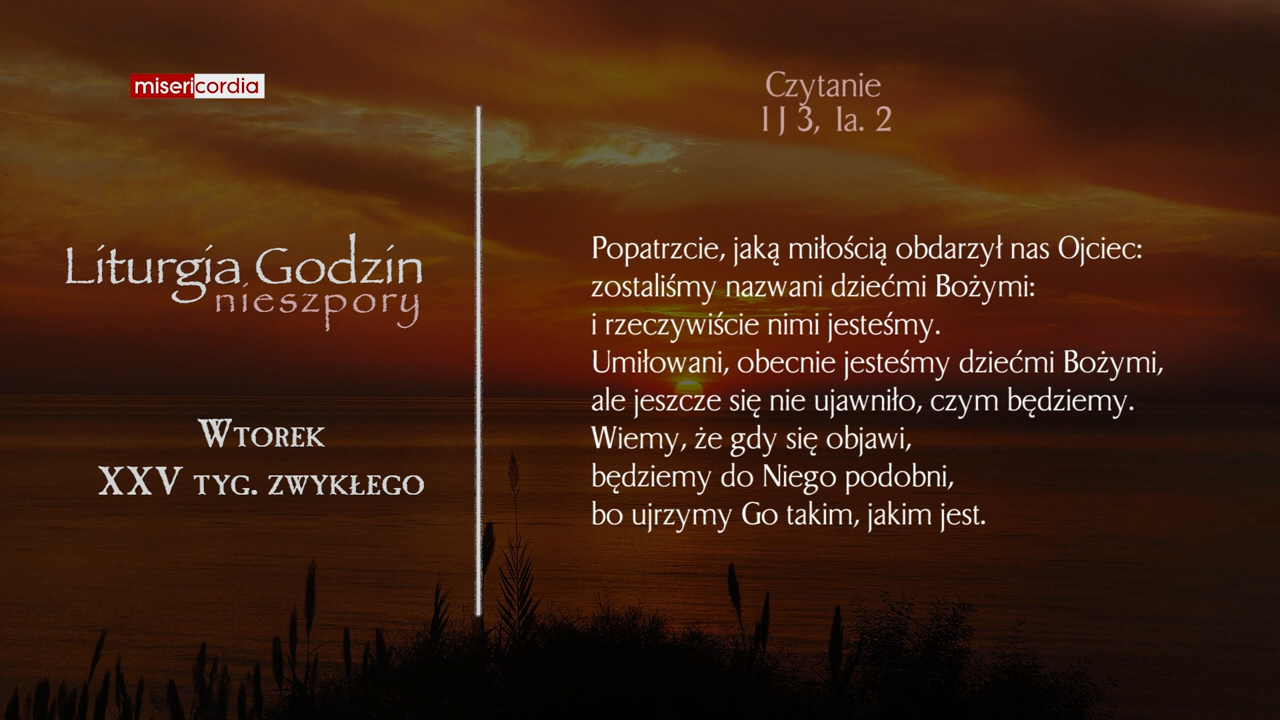 misericordia
Liturgia Godzin
nieszpory
Wtorek
XXV tyg. zwykłego
Czytanie
1 J 3, 1a. 2
Popatrzcie, jaką miłością obdarzył nas Ojciec:
zostaliśmy nazwani dziećmi Bożymi:
i rzeczywiście nimi jesteśmy.
Umiłowani, obecnie jesteśmy dziećmi Bożymi,
ale jeszcze się nie ujawniło, czym będziemy.
Wiemy, że gdy się objawi,
będziemy do Niego podobni,
bo ujrzymy Go takim, jakim jest.